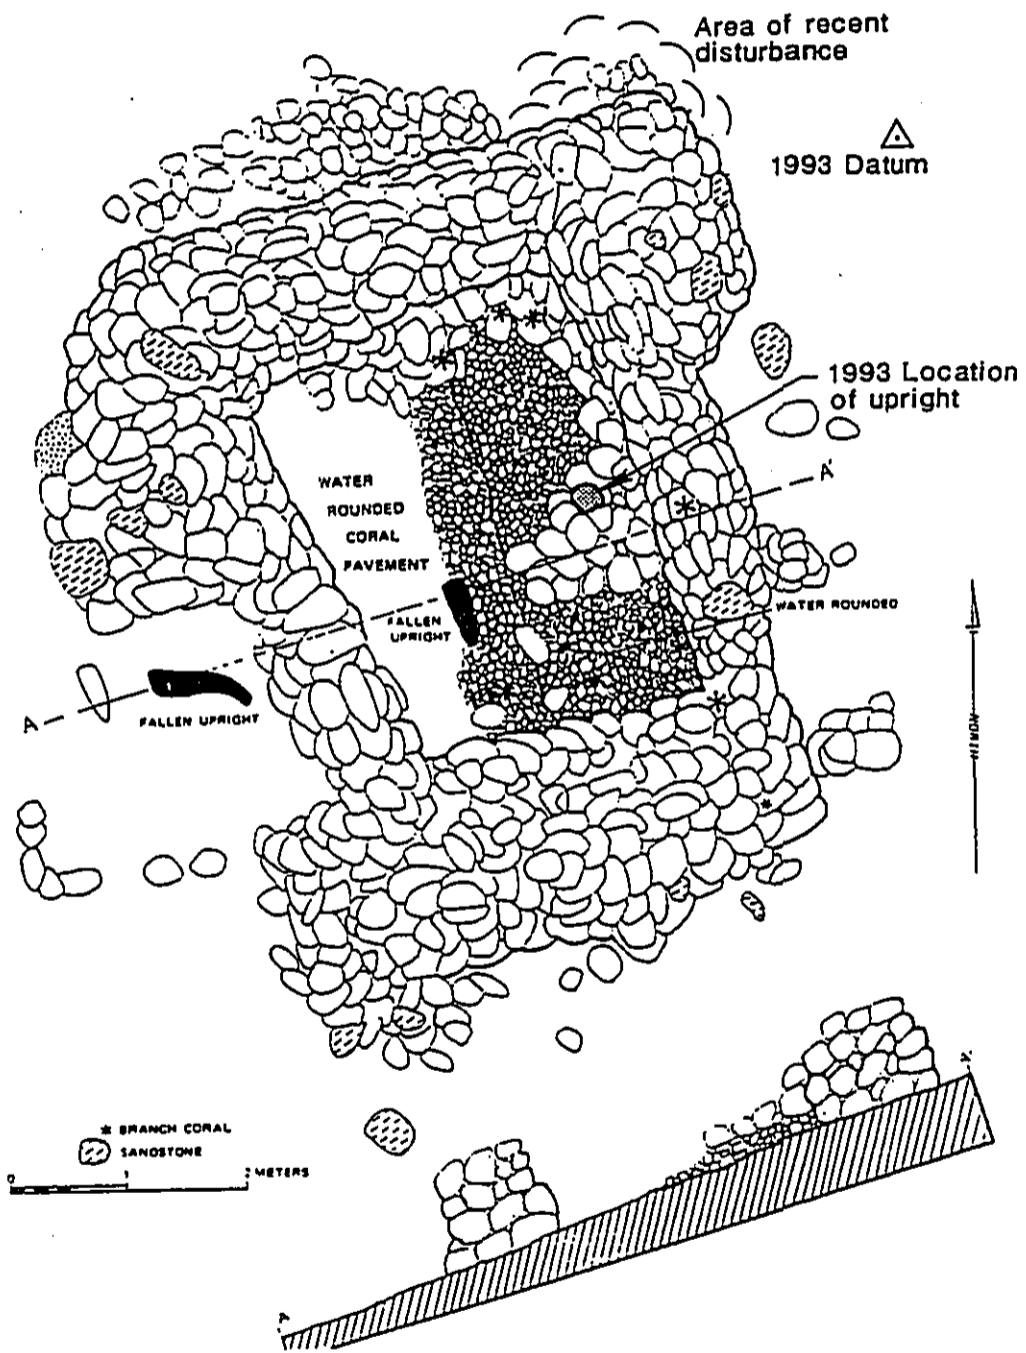 Area of recent
disturbance
1993 Datum
1993 Location
of upright
A'
WATER
ROUNDED
CORAL
PAVEMENT
FALLEN
UPRIGHT
WATER ROUNDED
A
FALLEN UPRIGHT
NORTH
* BRANCH CORAL
SANDSTONE
0 1 2 METERS
A
A'